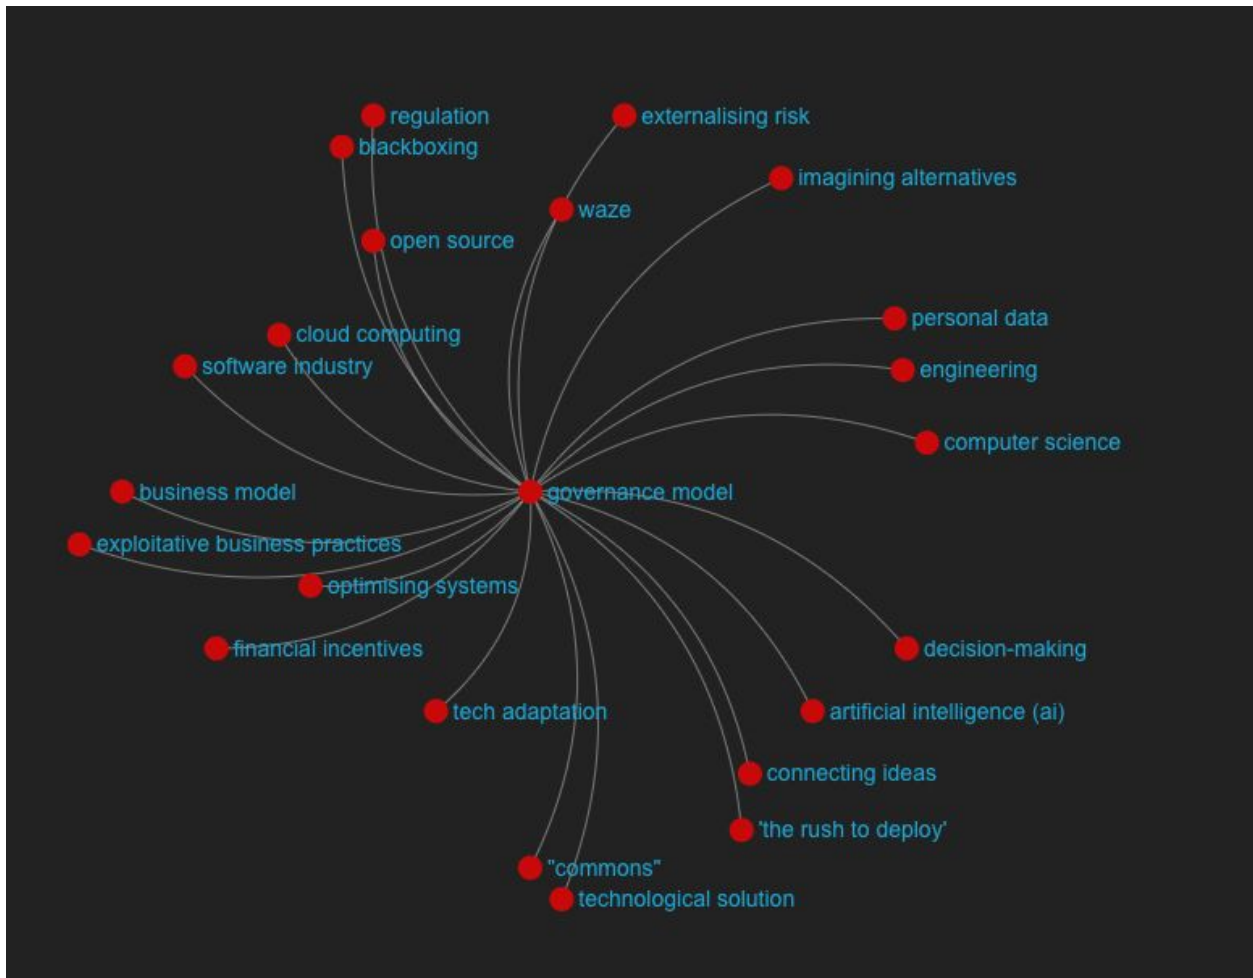 regulation
externalising risk
blackboxing
imagining alternatives
waze
open source
personal data
cloud computing
software industry
engineering
computer science
business model
governance model
exploitative business practices
optimising systems
financial incentives
decision-making
tech adaptation
artificial intelligence (ai)
connecting ideas
'the rush to deploy'
"commons"
technological solution